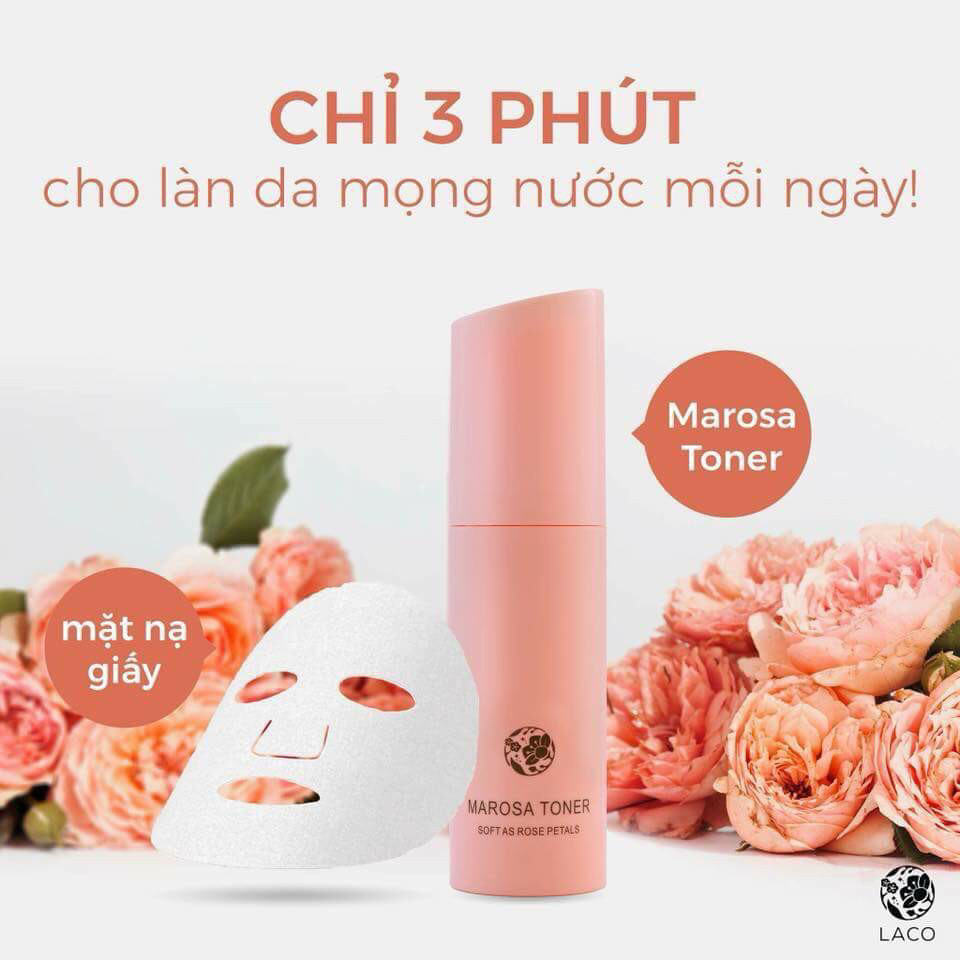 CHỈ 3 PHÚT
cho làn da mọng nước mỗi ngày!
Marosa
Toner
mặt nạ
giấy
MAROSA TONER
SOFT AS ROSE PETALS
LACO